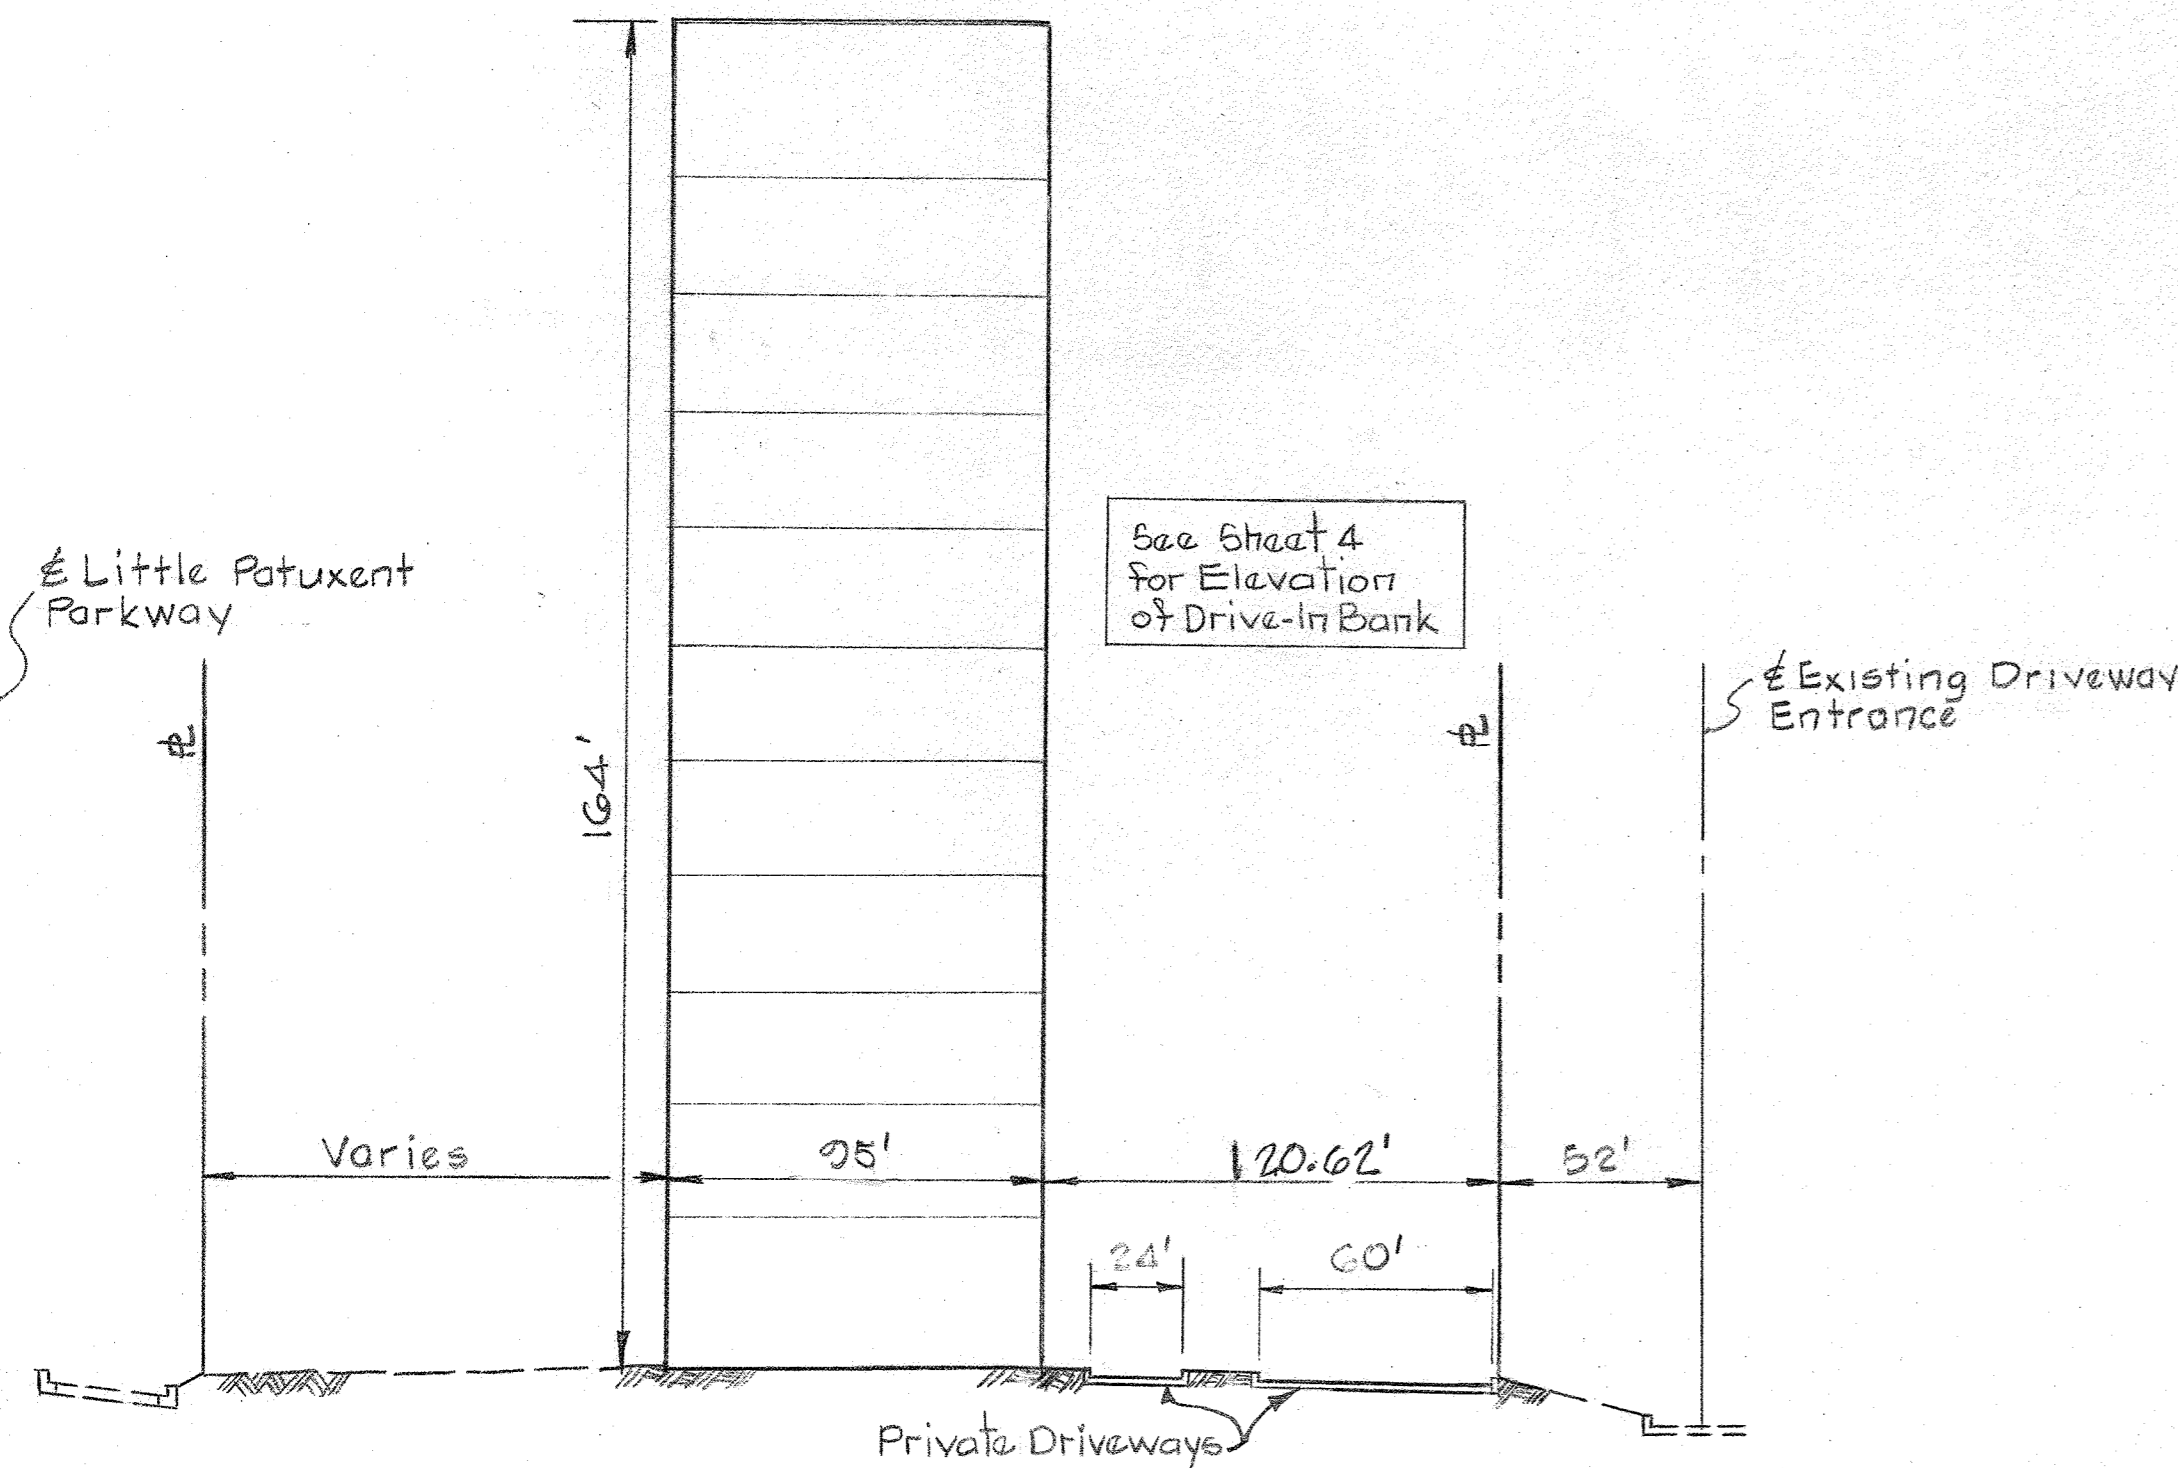 See Sheet 4
for Elevation
of Drive-In Bank
℄ Little Patuxent
Parkway
℄ Existing Driveway
Entrance
⅊
⅊
164'
Varies
95'
120.62'
52'
24'
60'
Private Driveways